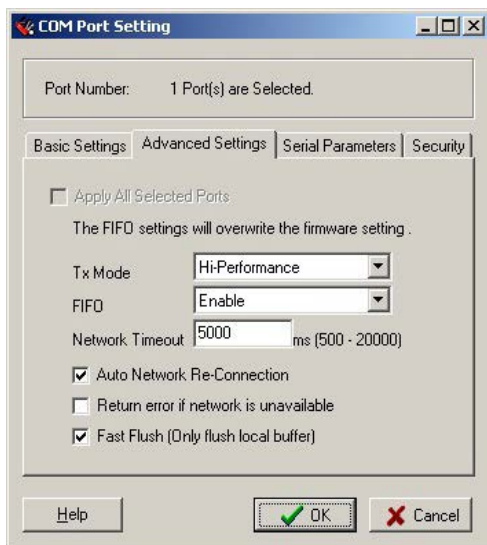 COM Port Setting
Port Number: 1 Port(s) are Selected.
Basic Settings Advanced Settings Serial Parameters Security
Apply All Selected Ports
The FIFO settings will overwrite the firmware setting .
Tx Mode Hi-Performance
FIFO Enable
Network Timeout 5000 ms (500 - 20000)
Auto Network Re-Connection
Return error if network is unavailable
Fast Flush (Only flush local buffer)
Help OK Cancel